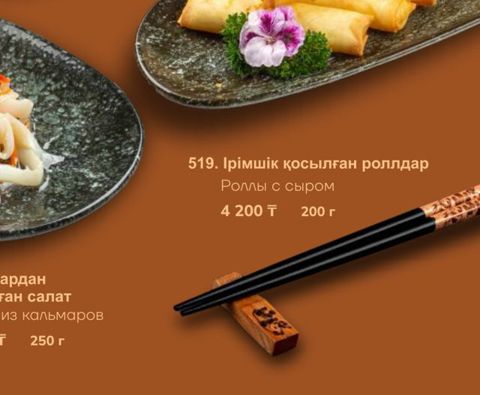 519. Ірімшік қосылған роллдар
Роллы с сыром
4 200 ₸ 200 г
ардан
ған салат
из кальмаров
₸ 250 г